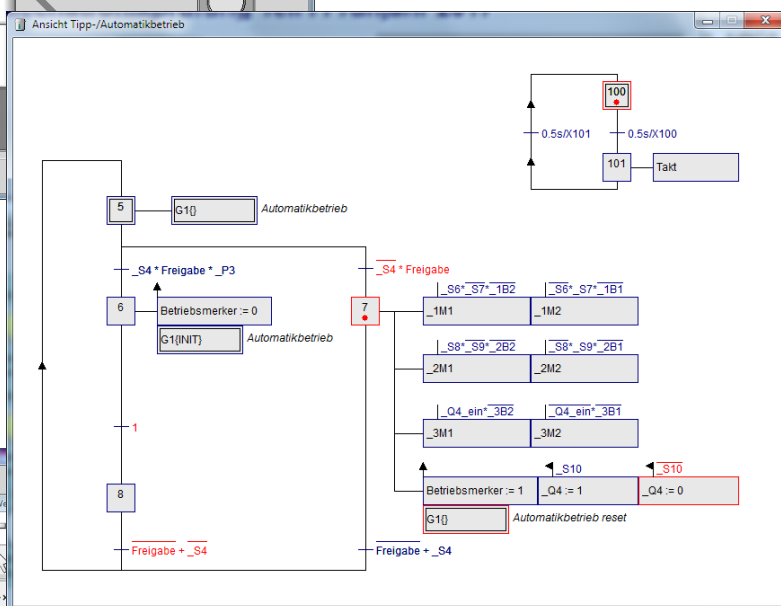 Ansicht Tipp-/Automatikbetrieb
100
0.5s/X101
0.5s/X100
101
Takt
5
G1{}
Automatikbetrieb
_S4 * Freigabe * _P3
_S4 * Freigabe
6
Betriebsmerker := 0
G1{INIT}
Automatikbetrieb
7
_S6*_S7*_1B2
_S6*_S7*_1B1
_1M1
_1M2
_S8*_S9*_2B2
_S8*_S9*_2B1
_2M1
_2M2
1
_Q4_ein*_3B2
_Q4_ein*_3B1
_3M1
_3M2
8
_S10
_S10
Betriebsmerker := 1
_Q4 := 1
_Q4 := 0
G1{}
Automatikbetrieb reset
Freigabe + _S4
Freigabe + _S4